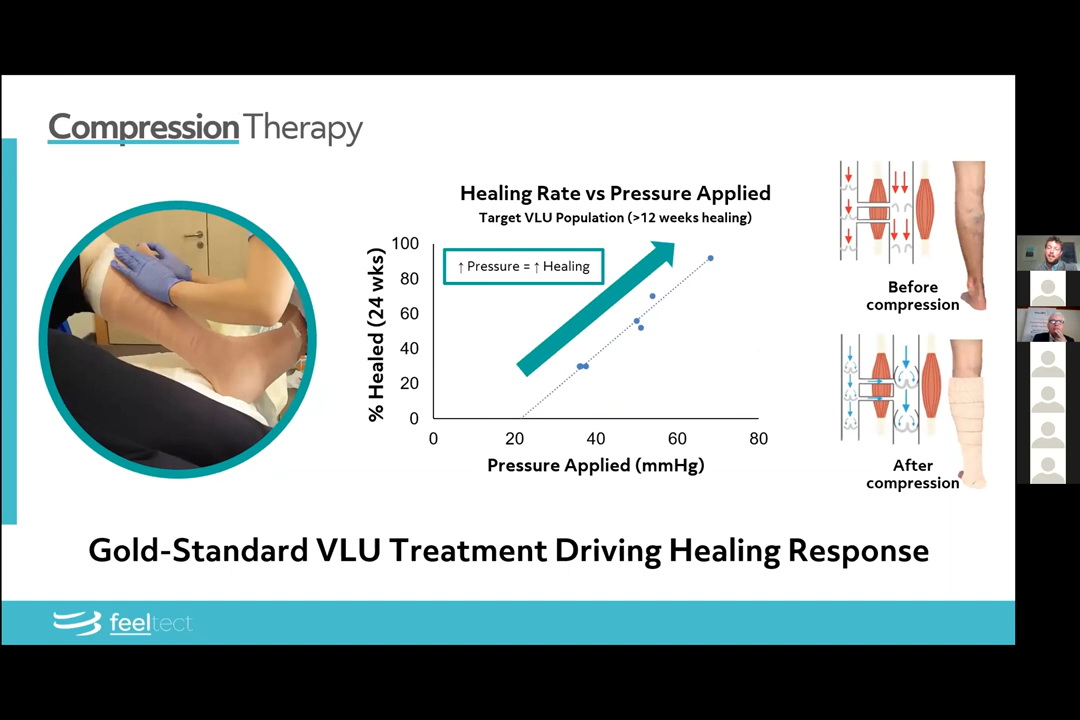 Compression Therapy
Healing Rate vs Pressure Applied
Target VLU Population (>12 weeks healing)
% Healed (24 wks)
100
80
60
40
20
0
↑ Pressure = ↑ Healing
0 20 40 60 80
Pressure Applied (mmHg)
Before
compression
After
compression
Gold-Standard VLU Treatment Driving Healing Response
feeltect